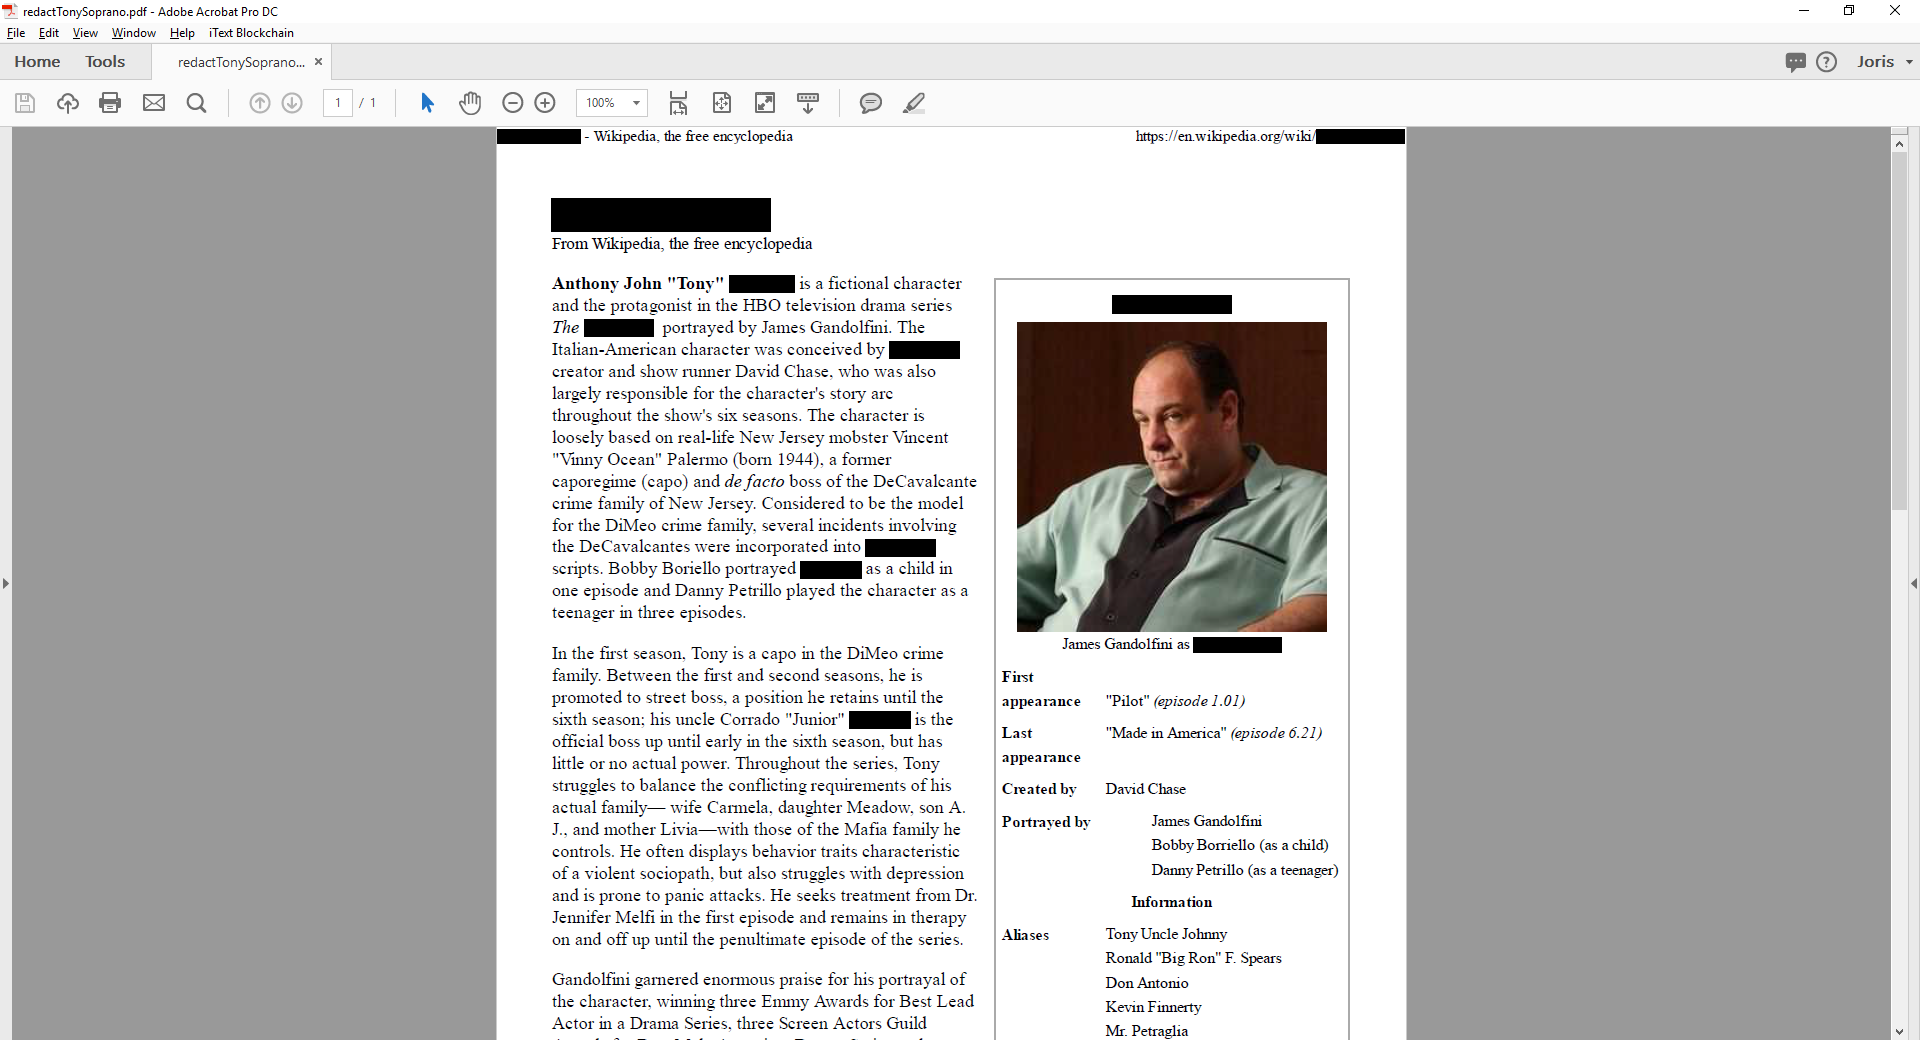 redactTonySoprano.pdf - Adobe Acrobat Pro DC
File Edit View Window Help iText Blockchain
Home Tools redactTonySoprano... × Joris
1 / 1 100%
- Wikipedia, the free encyclopedia https://en.wikipedia.org/wiki/
From Wikipedia, the free encyclopedia
Anthony John "Tony" is a fictional character
and the protagonist in the HBO television drama series
The portrayed by James Gandolfini. The
Italian-American character was conceived by
creator and show runner David Chase, who was also
largely responsible for the character's story arc
throughout the show's six seasons. The character is
loosely based on real-life New Jersey mobster Vincent
"Vinny Ocean" Palermo (born 1944), a former
caporegime (capo) and de facto boss of the DeCavalcante
crime family of New Jersey. Considered to be the model
for the DiMeo crime family, several incidents involving
the DeCavalcantes were incorporated into
scripts. Bobby Boriello portrayed as a child in
one episode and Danny Petrillo played the character as a
teenager in three episodes.
In the first season, Tony is a capo in the DiMeo crime
family. Between the first and second seasons, he is
promoted to street boss, a position he retains until the
sixth season; his uncle Corrado "Junior" is the
official boss up until early in the sixth season, but has
little or no actual power. Throughout the series, Tony
struggles to balance the conflicting requirements of his
actual family— wife Carmela, daughter Meadow, son A.
J., and mother Livia—with those of the Mafia family he
controls. He often displays behavior traits characteristic
of a violent sociopath, but also struggles with depression
and is prone to panic attacks. He seeks treatment from Dr.
Jennifer Melfi in the first episode and remains in therapy
on and off up until the penultimate episode of the series.
Gandolfini garnered enormous praise for his portrayal of
the character, winning three Emmy Awards for Best Lead
Actor in a Drama Series, three Screen Actors Guild
James Gandolfini as
First
appearance "Pilot" (episode 1.01)
Last "Made in America" (episode 6.21)
appearance
Created by David Chase
Portrayed by James Gandolfini
Bobby Borriello (as a child)
Danny Petrillo (as a teenager)
Information
Aliases Tony Uncle Johnny
Ronald "Big Ron" F. Spears
Don Antonio
Kevin Finnerty
Mr. Petraglia